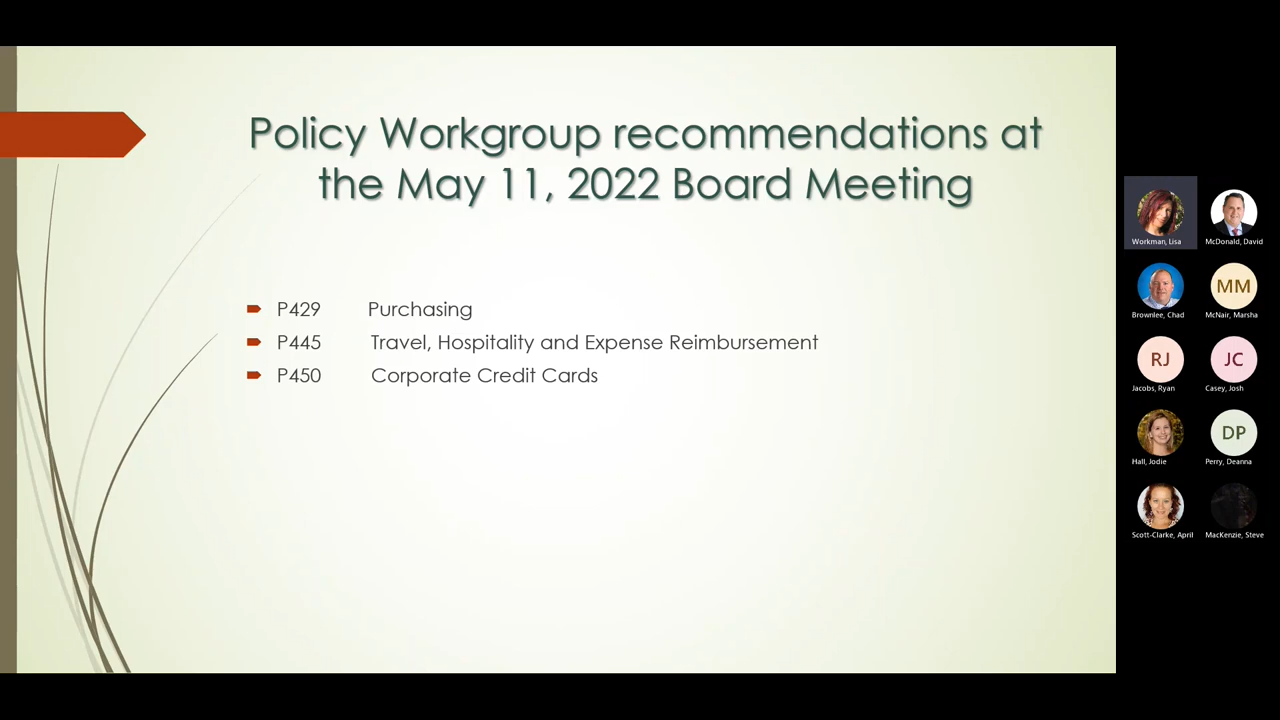 Policy Workgroup recommendations at
the May 11, 2022 Board Meeting
P429 Purchasing
P445 Travel, Hospitality and Expense Reimbursement
P450 Corporate Credit Cards
Workman, Lisa
McDonald, David
Brownlee, Chad
MM
McNair, Marsha
RJ
Jacobs, Ryan
JC
Casey, Josh
Hall, Jodie
DP
Perry, Deanna
Scott-Clarke, April
MacKenzie, Steve